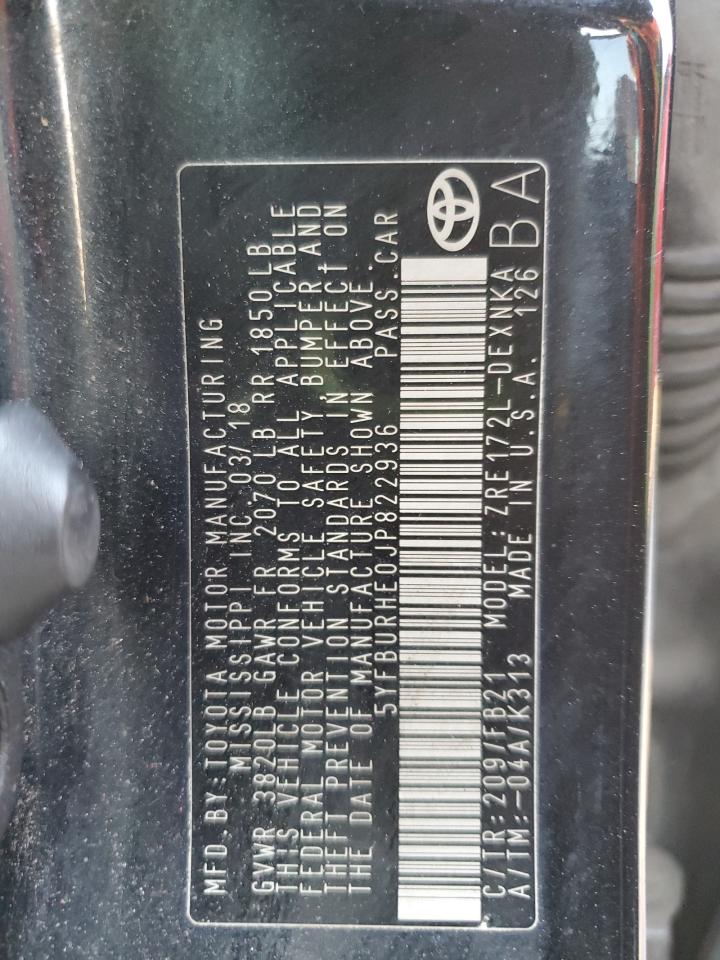 MFD. BY: TOYOTA MOTOR MANUFACTURING
MISSISSIPPI INC. 03/18
GVWR 3820LB GAWR FR 2070LB RR 1850LB
THIS VEHICLE CONFORMS TO ALL APPLICABLE
FEDERAL MOTOR VEHICLE SAFETY BUMPER AND
THEFT PREVENTION STANDARDS IN EFFECT ON
THE DATE OF MANUFACTURE SHOWN ABOVE.
5YFBURHE0JP822936 PASS. CAR
C/TR: 209/FB21 MODEL: ZRE172L-DEXNKA
A/TM:-04A/K313 MADE IN U.S.A. 126 BA